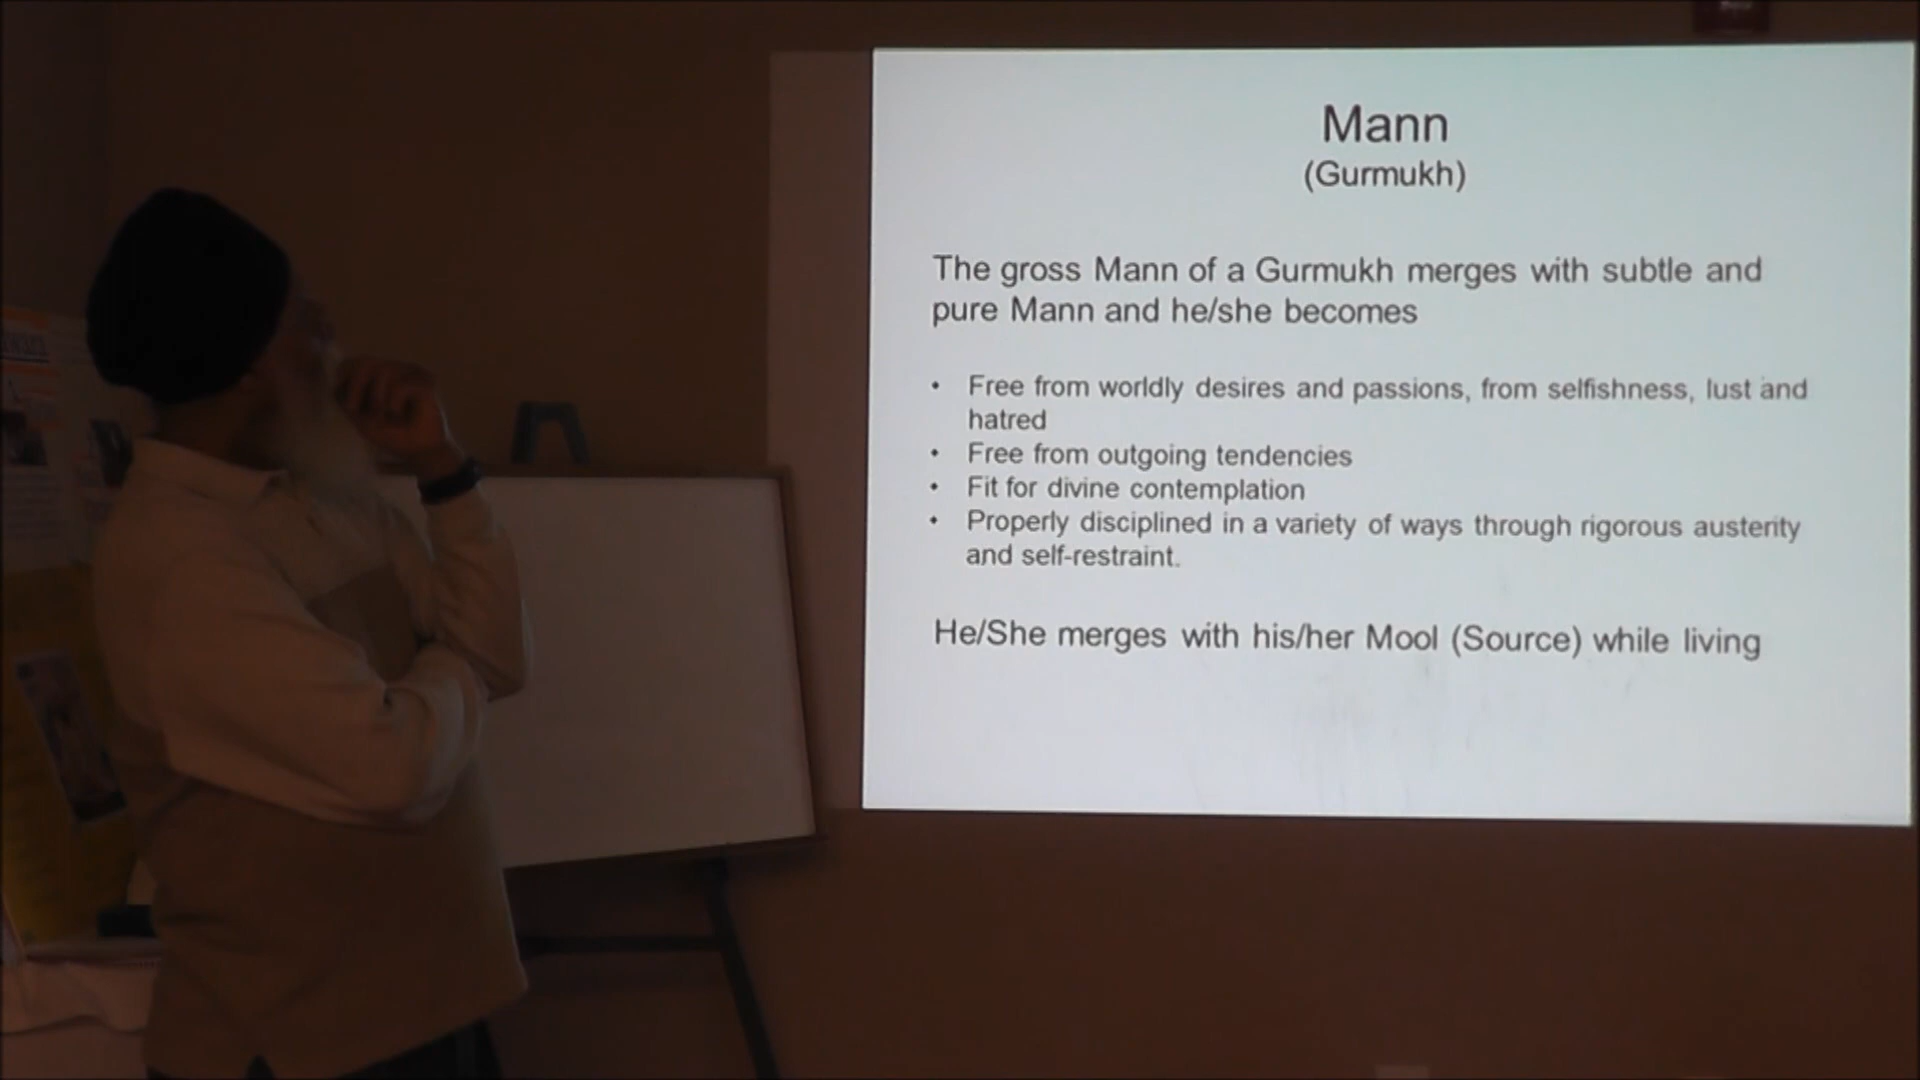 Mann
(Gurmukh)
The gross Mann of a Gurmukh merges with subtle and
pure Mann and he/she becomes
• Free from worldly desires and passions, from selfishness, lust and
hatred
• Free from outgoing tendencies
• Fit for divine contemplation
• Properly disciplined in a variety of ways through rigorous austerity
and self-restraint.
He/She merges with his/her Mool (Source) while living